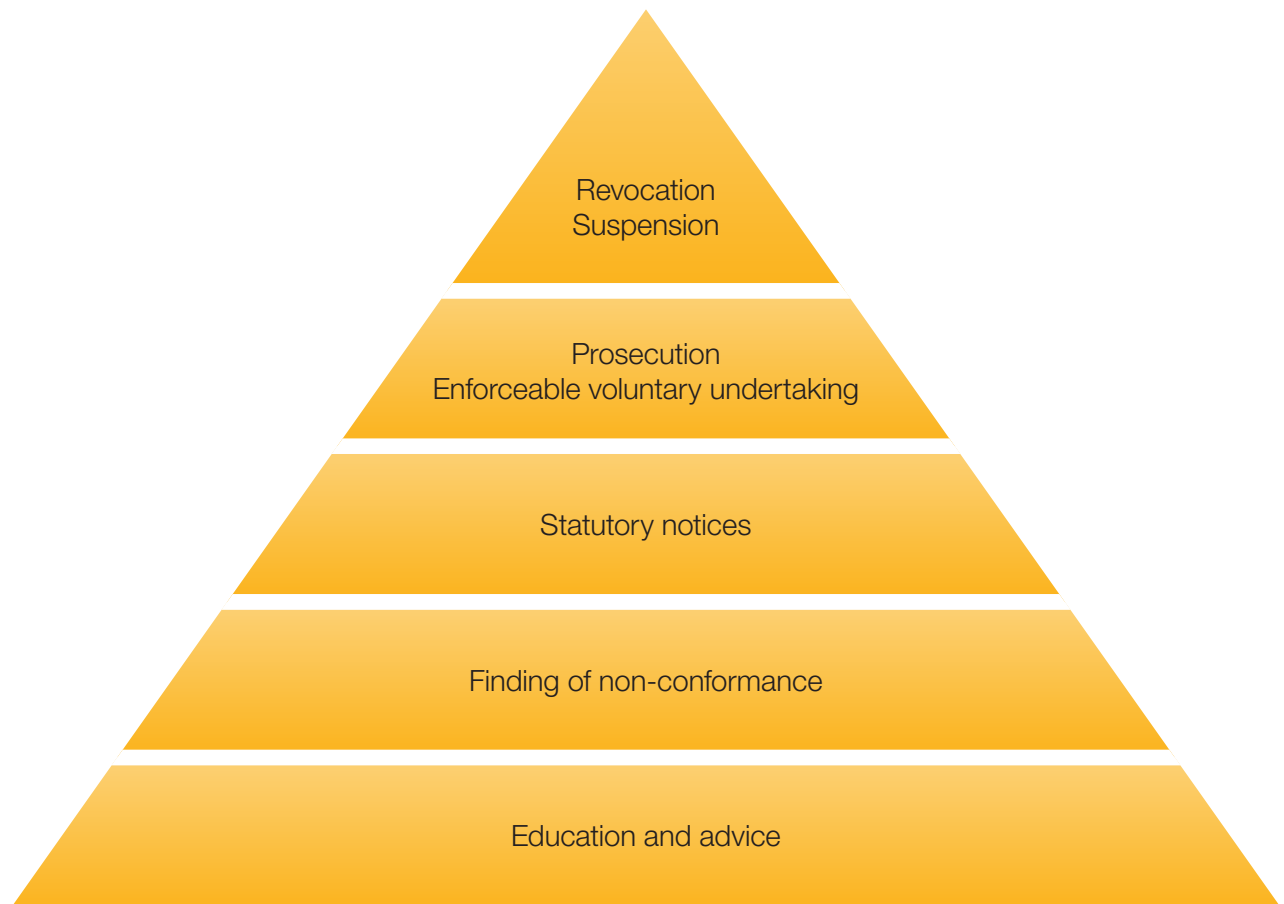 Revocation
Suspension
Prosecution
Enforceable voluntary undertaking
Statutory notices
Finding of non-conformance
Education and advice